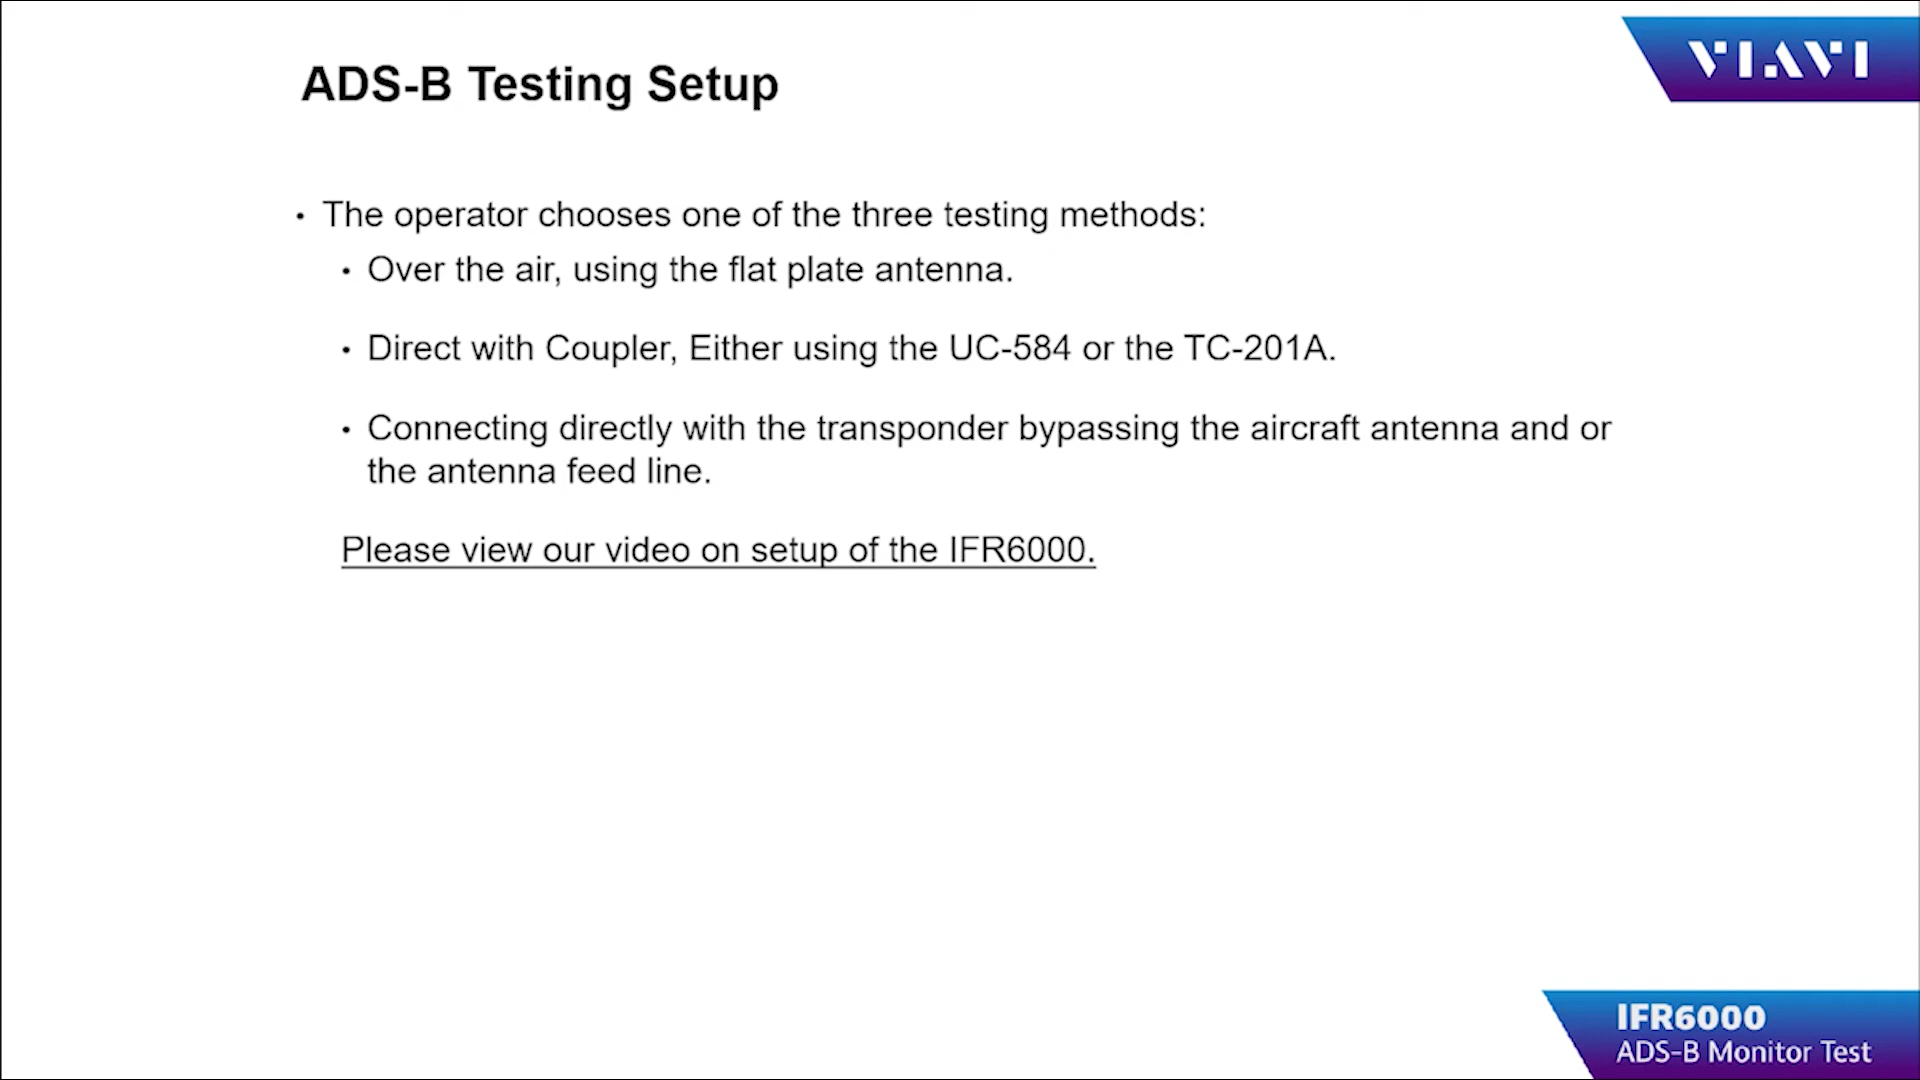 VIAVI
ADS-B Testing Setup
• The operator chooses one of the three testing methods:
• Over the air, using the flat plate antenna.
• Direct with Coupler, Either using the UC-584 or the TC-201A.
• Connecting directly with the transponder bypassing the aircraft antenna and or
the antenna feed line.
Please view our video on setup of the IFR6000.
IFR6000
ADS-B Monitor Test